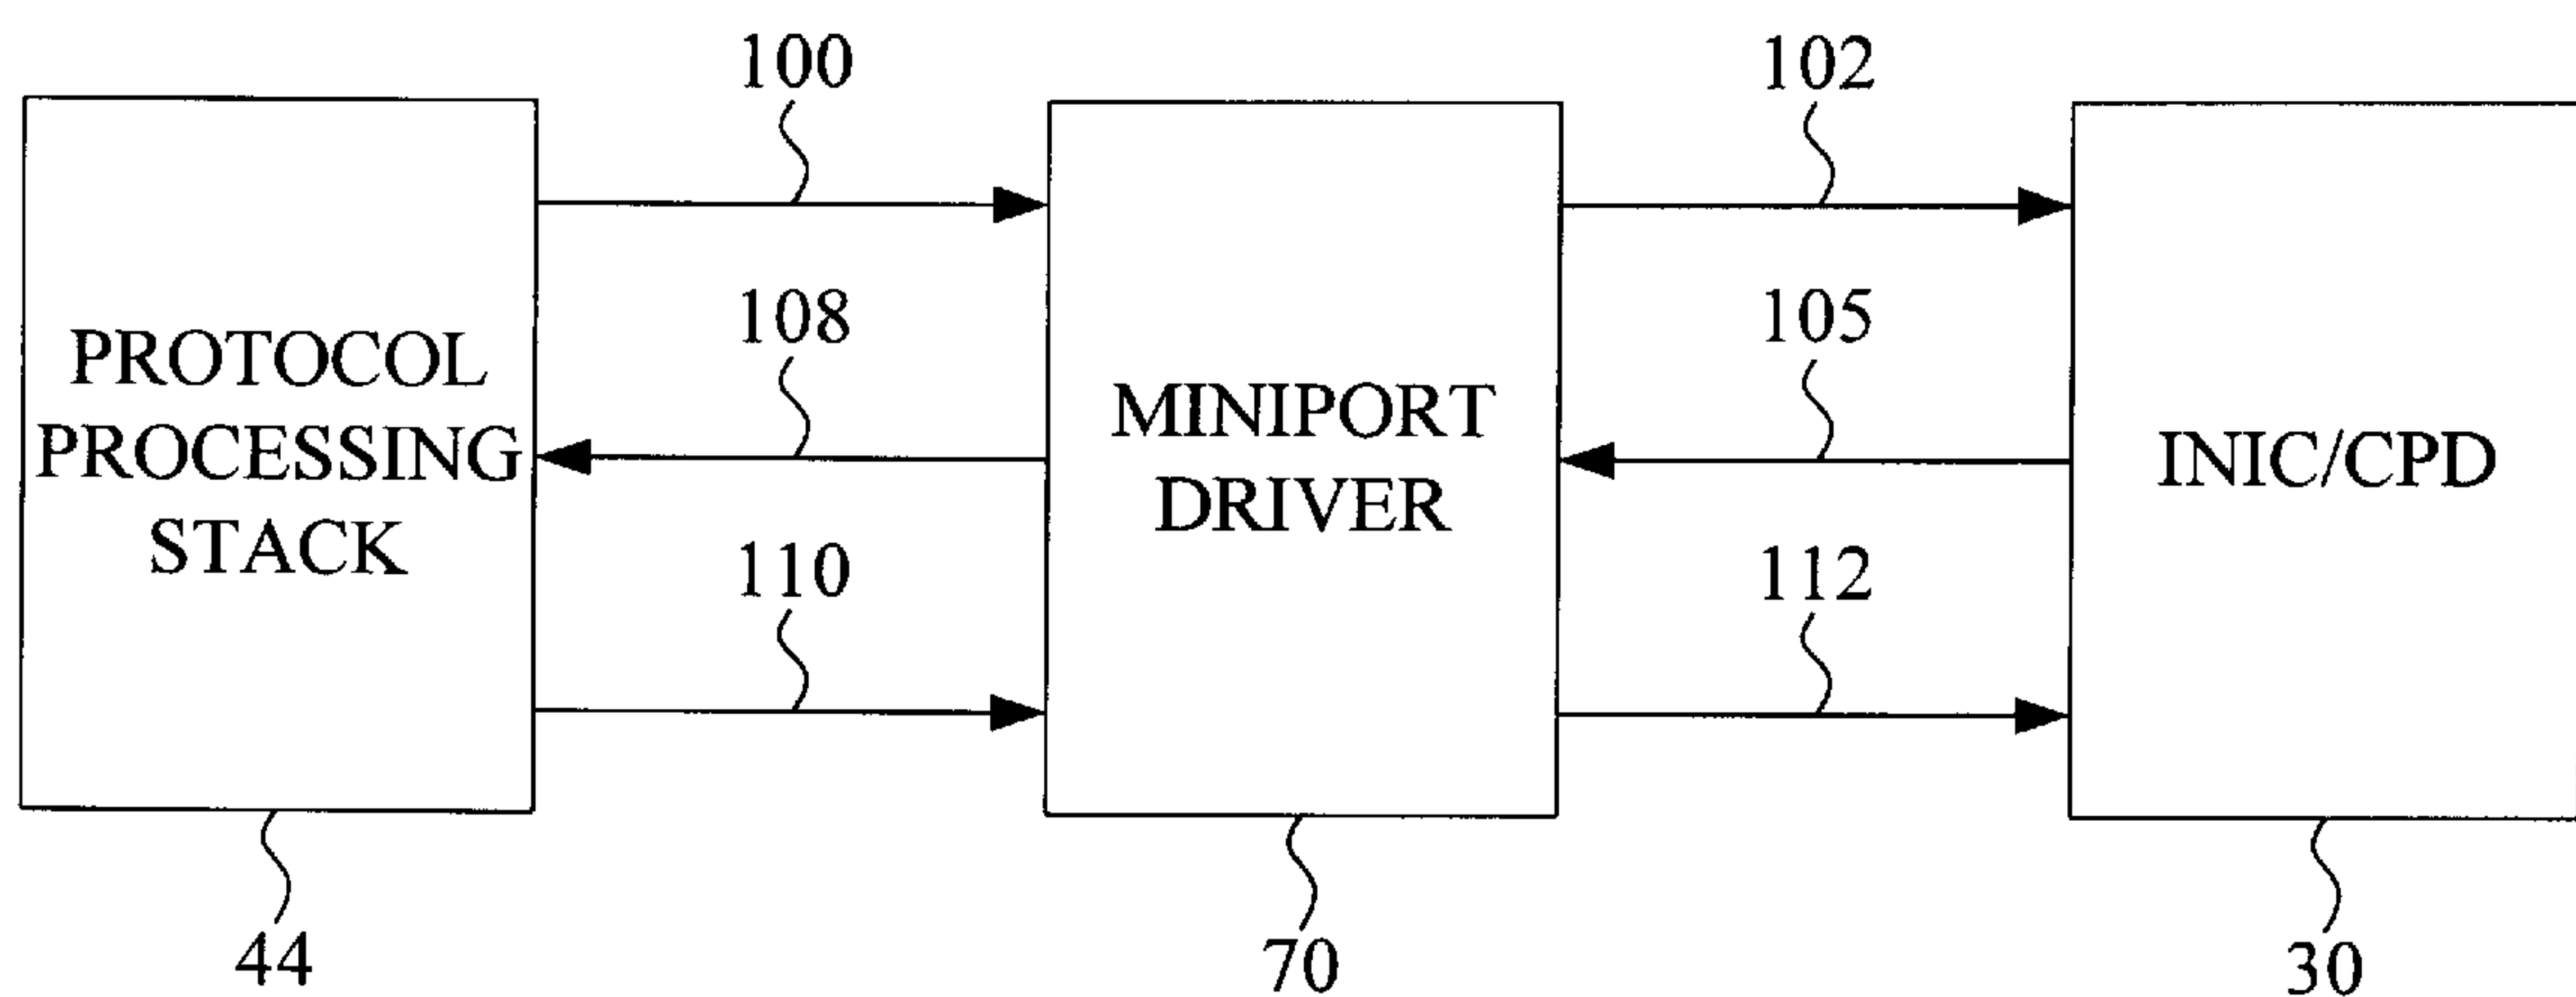 100
102
108
105
PROTOCOL
PROCESSING
STACK
MINIPORT
DRIVER
INIC/CPD
110
112
44
70
30